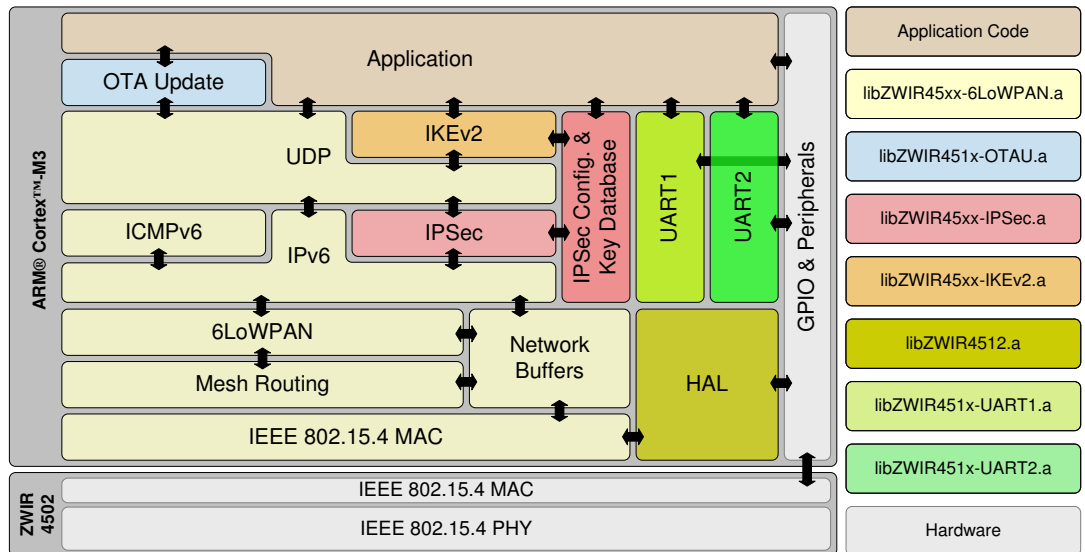 Application
OTA Update
UDP
IKEv2
IPSec Config. &
Key Database
UART1
UART2
GPIO & Peripherals
ICMPv6
IPv6
IPSec
6LoWPAN
Mesh Routing
Network
Buffers
HAL
IEEE 802.15.4 MAC
ARM® Cortex™-M3
ZWIR
4502
IEEE 802.15.4 MAC
IEEE 802.15.4 PHY
Application Code
libZWIR45xx-6LoWPAN.a
libZWIR451x-OTAU.a
libZWIR45xx-IPSec.a
libZWIR45xx-IKEv2.a
libZWIR4512.a
libZWIR451x-UART1.a
libZWIR451x-UART2.a
Hardware